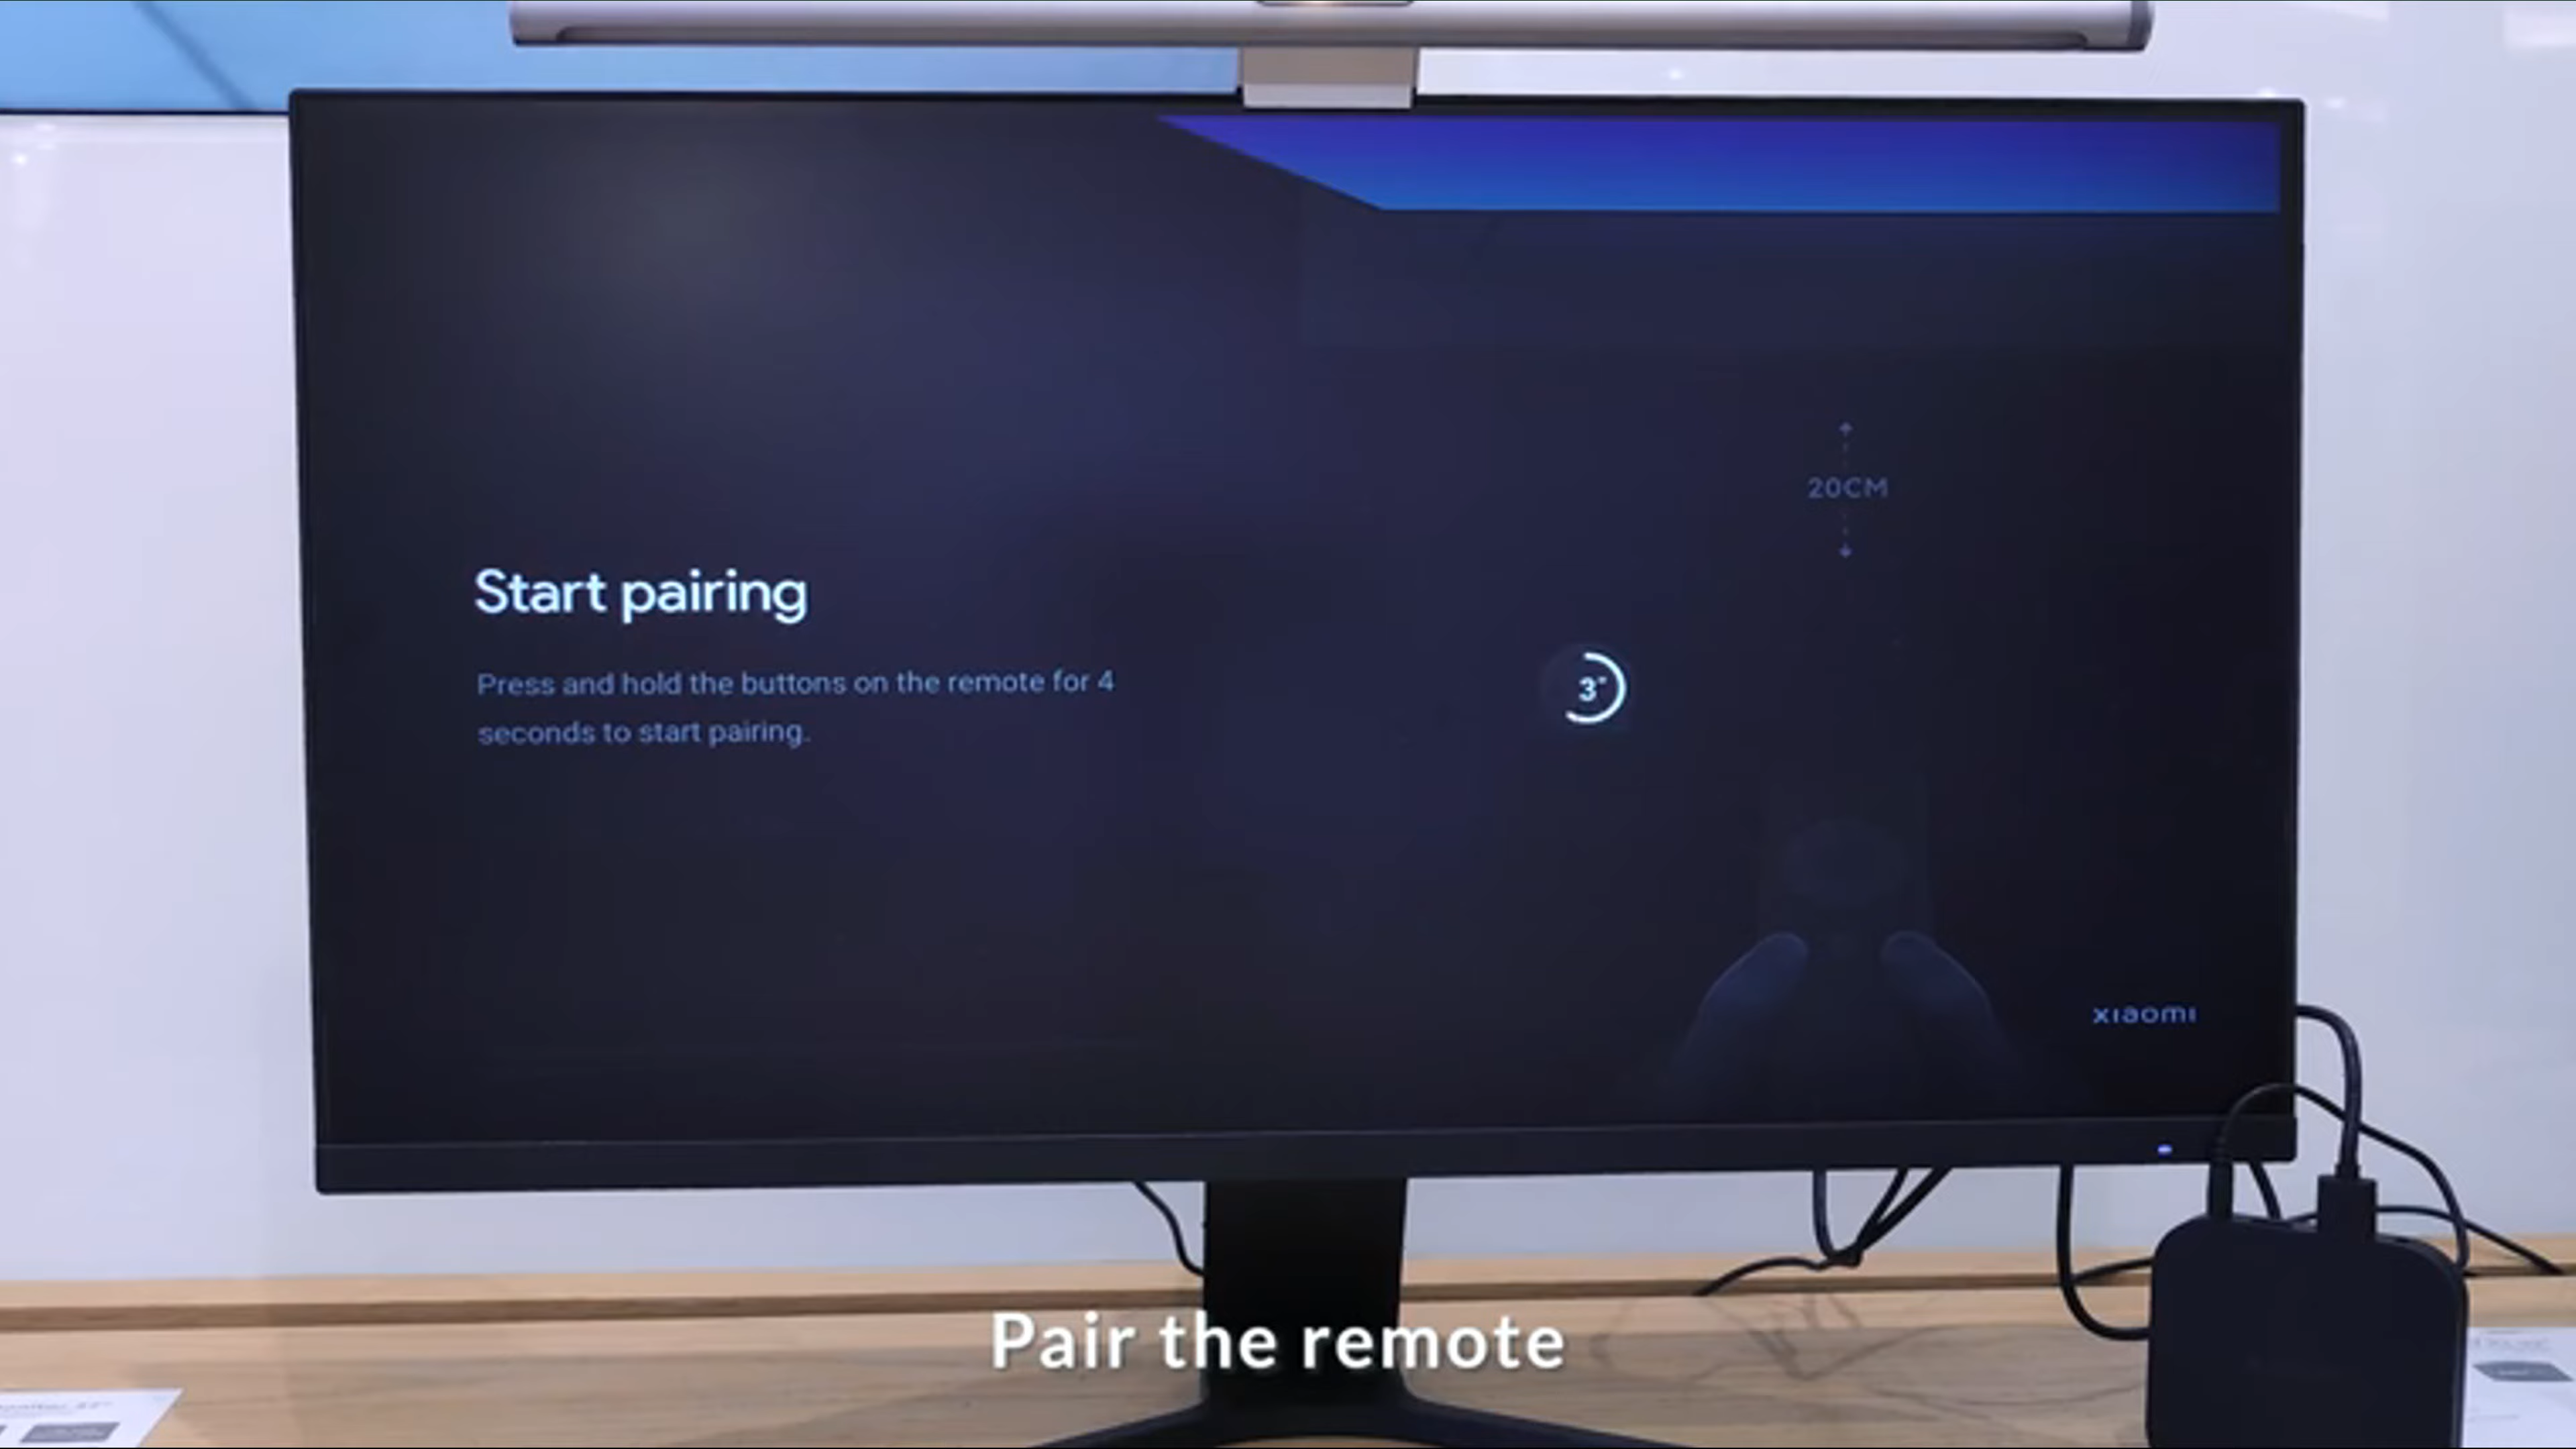 20CM
Start pairing
Press and hold the buttons on the remote for 4
seconds to start pairing.
3"
xiaomi
Pair the remote